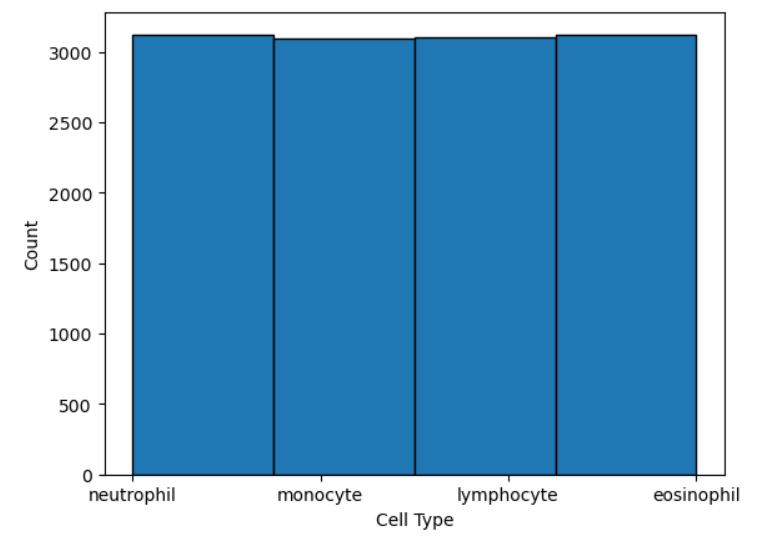 3000
2500
2000
1500
1000
500
0
Count
neutrophil
monocyte
lymphocyte
eosinophil
Cell Type